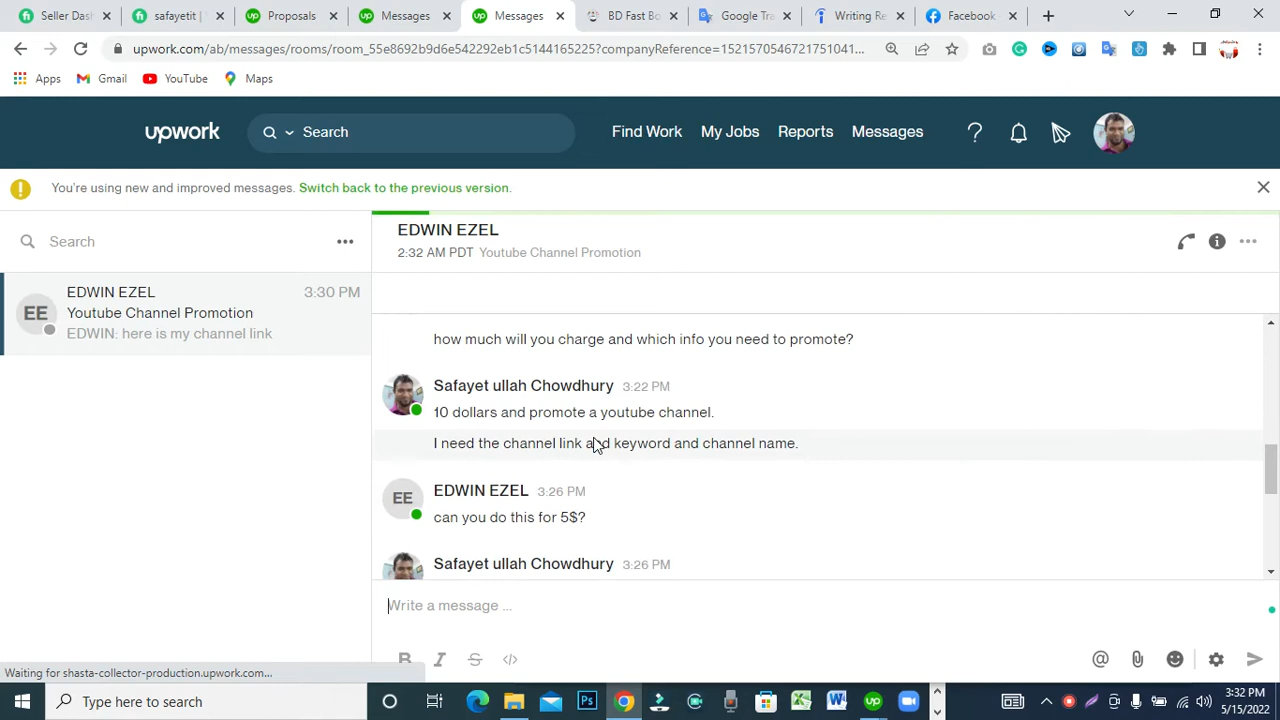 Seller Dash
safayetit |
Proposals
Messages
Messages
BD Fast Bo
Google Tra
Writing Re
Facebook
upwork.com/ab/messages/rooms/room_55e8692b9d6e542292eb1c5144165225?companyReference=1521570546721751041...
Apps
Gmail
YouTube
Maps
upwork
Search
Find Work
My Jobs
Reports
Messages
You're using new and improved messages. Switch back to the previous version.
Search
EDWIN EZEL
2:32 AM PDT Youtube Channel Promotion
EE
EDWIN EZEL
3:30 PM
Youtube Channel Promotion
EDWIN: here is my channel link
how much will you charge and which info you need to promote?
Safayet ullah Chowdhury 3:22 PM
10 dollars and promote a youtube channel.
I need the channel link and keyword and channel name.
EE
EDWIN EZEL 3:26 PM
can you do this for 5$?
Safayet ullah Chowdhury 3:26 PM
Write a message ...
Waiting for shasta-collector-production.upwork.com...
Type here to search
3:32 PM
5/15/2022